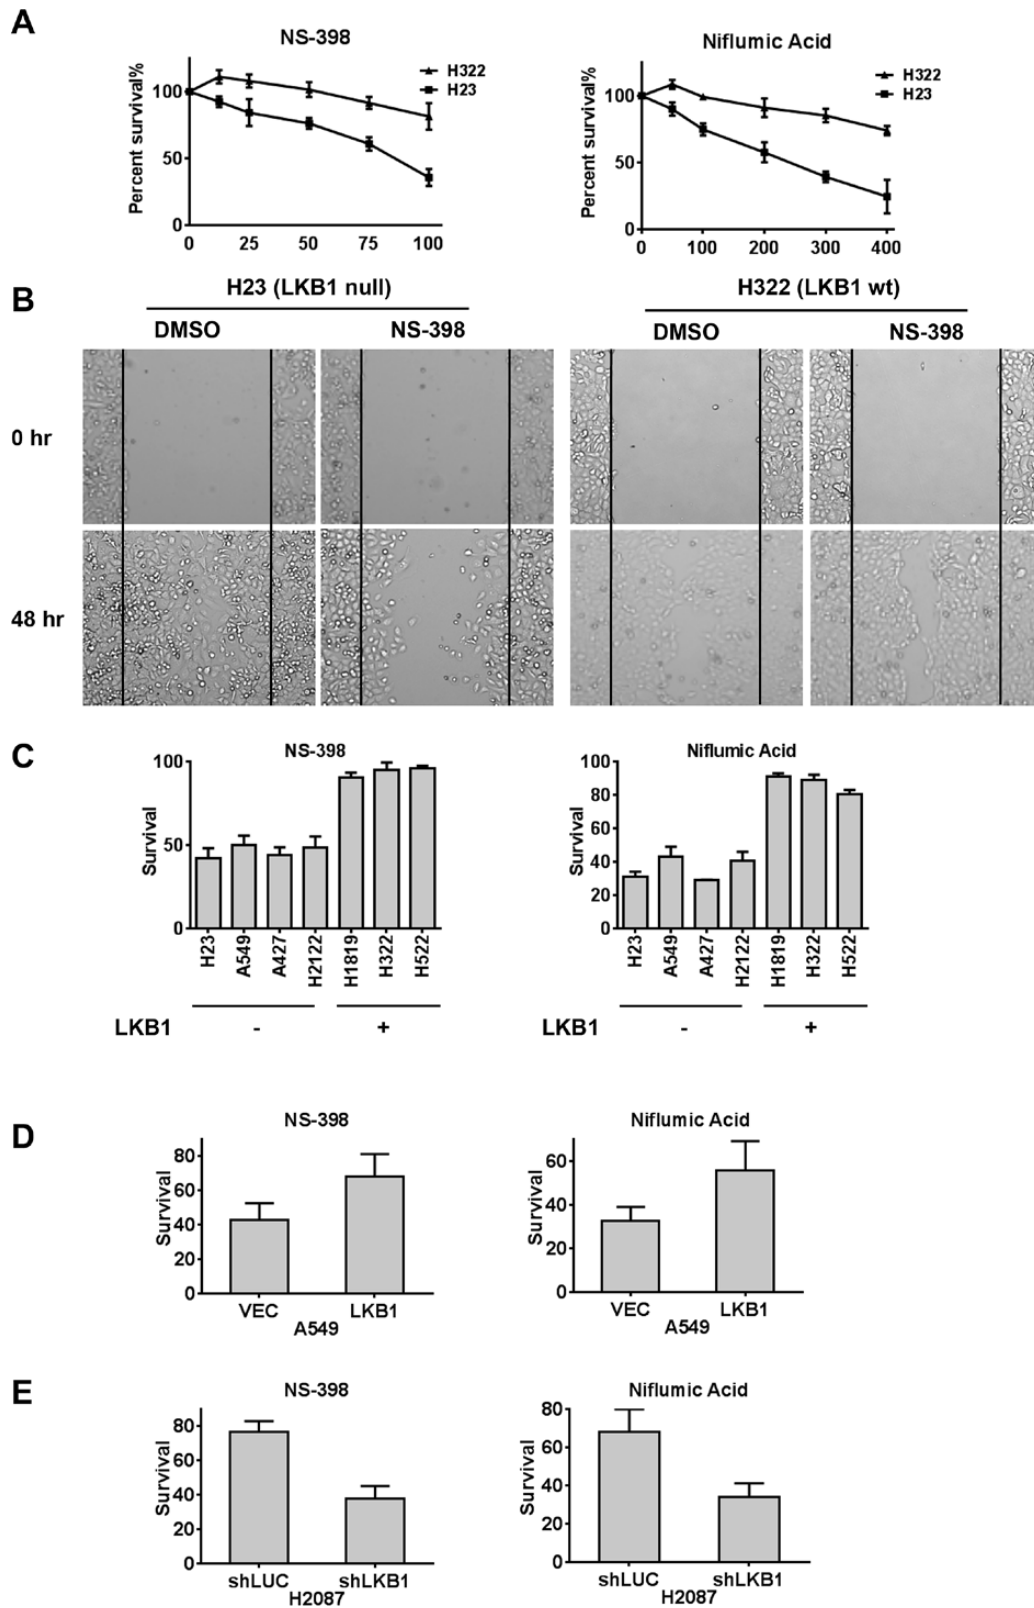 A
NS-398
Niflumic Acid
Percent survival%
100
50
0
0 25 50 75 100
H322
H23
Percent survival%
100
50
0
0 100 200 300 400
H322
H23
B
H23 (LKB1 null)
H322 (LKB1 wt)
DMSO
NS-398
DMSO
NS-398
0 hr
48 hr
C
NS-398
Survival
100
50
0
H23
A549
A427
H2122
H1819
H322
H522
LKB1 - +
Niflumic Acid
Survival
100
80
60
40
20
0
H23
A549
A427
H2122
H1819
H322
H522
LKB1 - +
D
NS-398
Survival
80
60
40
20
0
VEC LKB1
A549
Niflumic Acid
Survival
60
40
20
0
VEC LKB1
A549
E
NS-398
Survival
80
60
40
20
0
shLUC shLKB1
H2087
Niflumic Acid
Survival
80
60
40
20
0
shLUC shLKB1
H2087